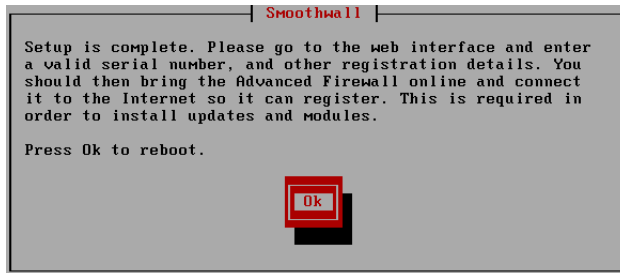 Smoothwall
Setup is complete. Please go to the web interface and enter
a valid serial number, and other registration details. You
should then bring the Advanced Firewall online and connect
it to the Internet so it can register. This is required in
order to install updates and modules.
Press Ok to reboot.
Ok